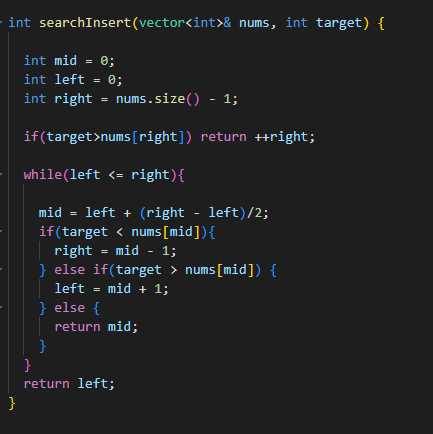 int searchInsert(vector<int>& nums, int target) {
int mid = 0;
int left = 0;
int right = nums.size() - 1;
if(target>nums[right]) return ++right;
while(left <= right){
mid = left + (right - left)/2;
if(target < nums[mid]){
right = mid - 1;
} else if(target > nums[mid]) {
left = mid + 1;
} else {
return mid;
}
}
return left;
}